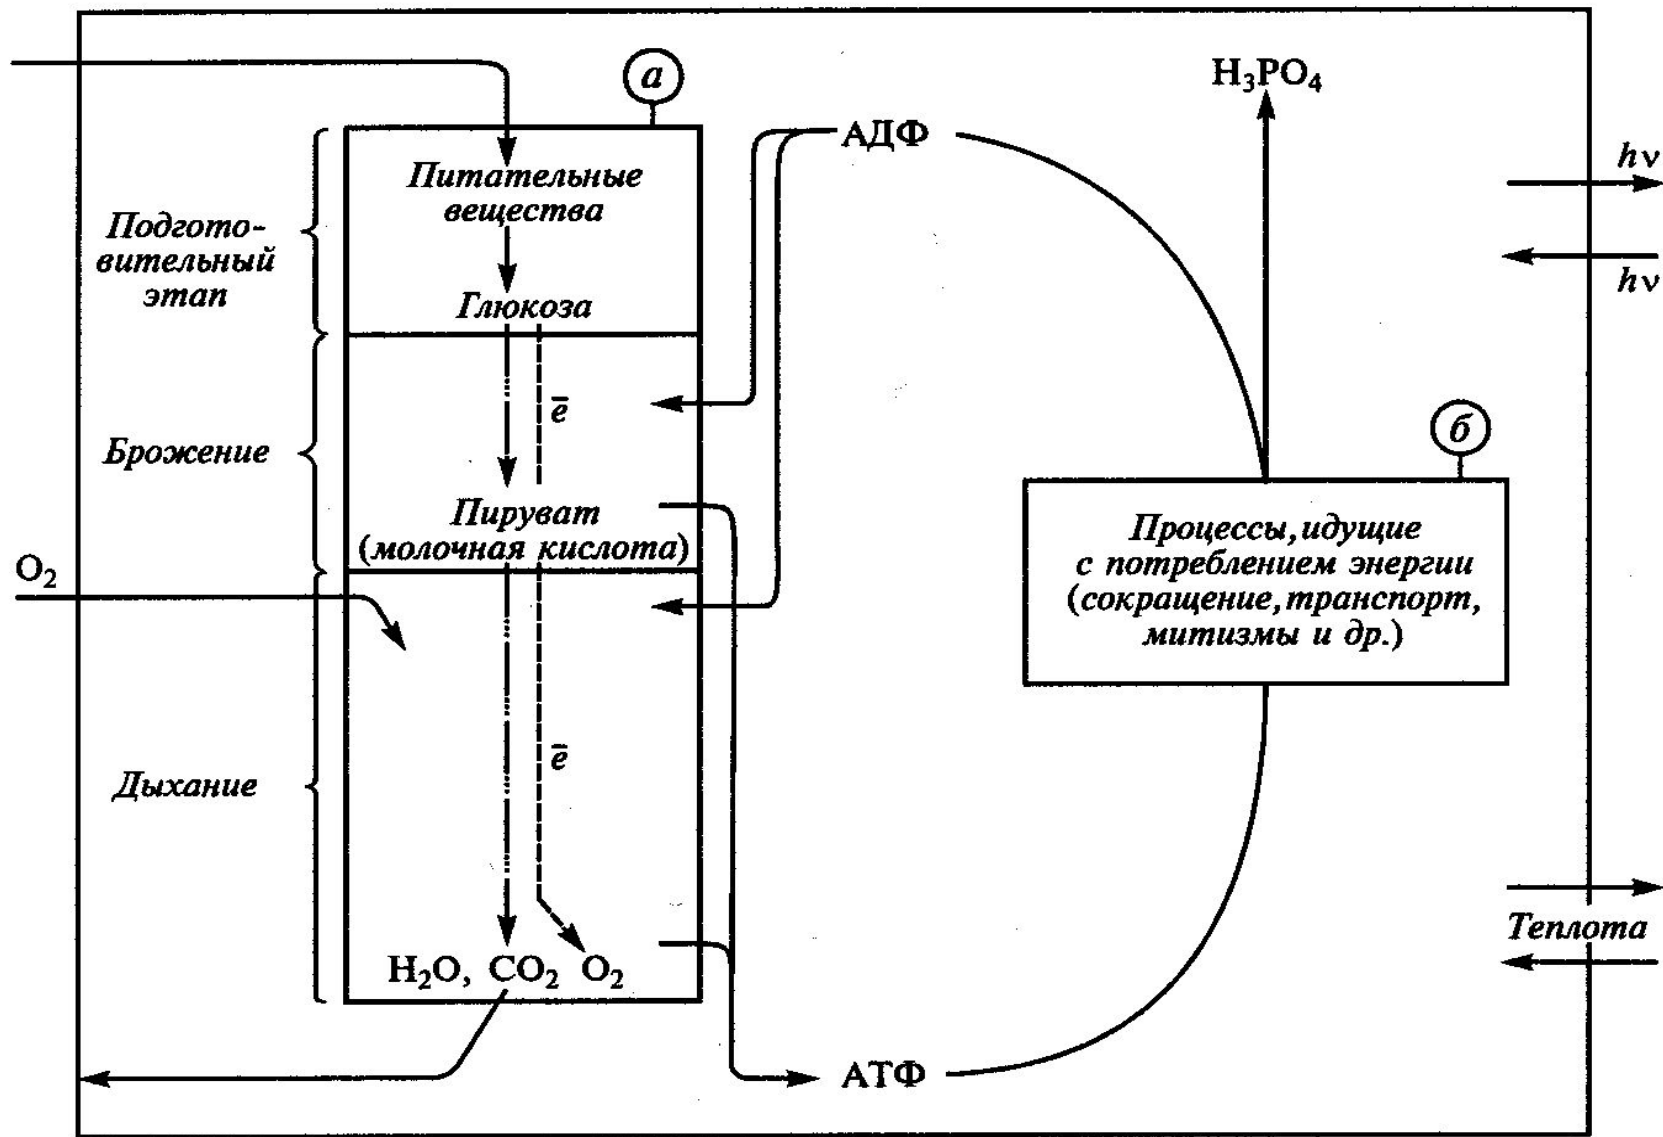 а
H₃PO₄
АДФ
hν
hν
Питательные
вещества
Подгото-
вительный
этап
Глюкоза
ē
Брожение
б
Пируват
(молочная кислота)
Процессы, идущие
с потреблением энергии
(сокращение, транспорт,
митизмы и др.)
O₂
ē
Дыхание
Теплота
H₂O, CO₂ O₂
АТФ